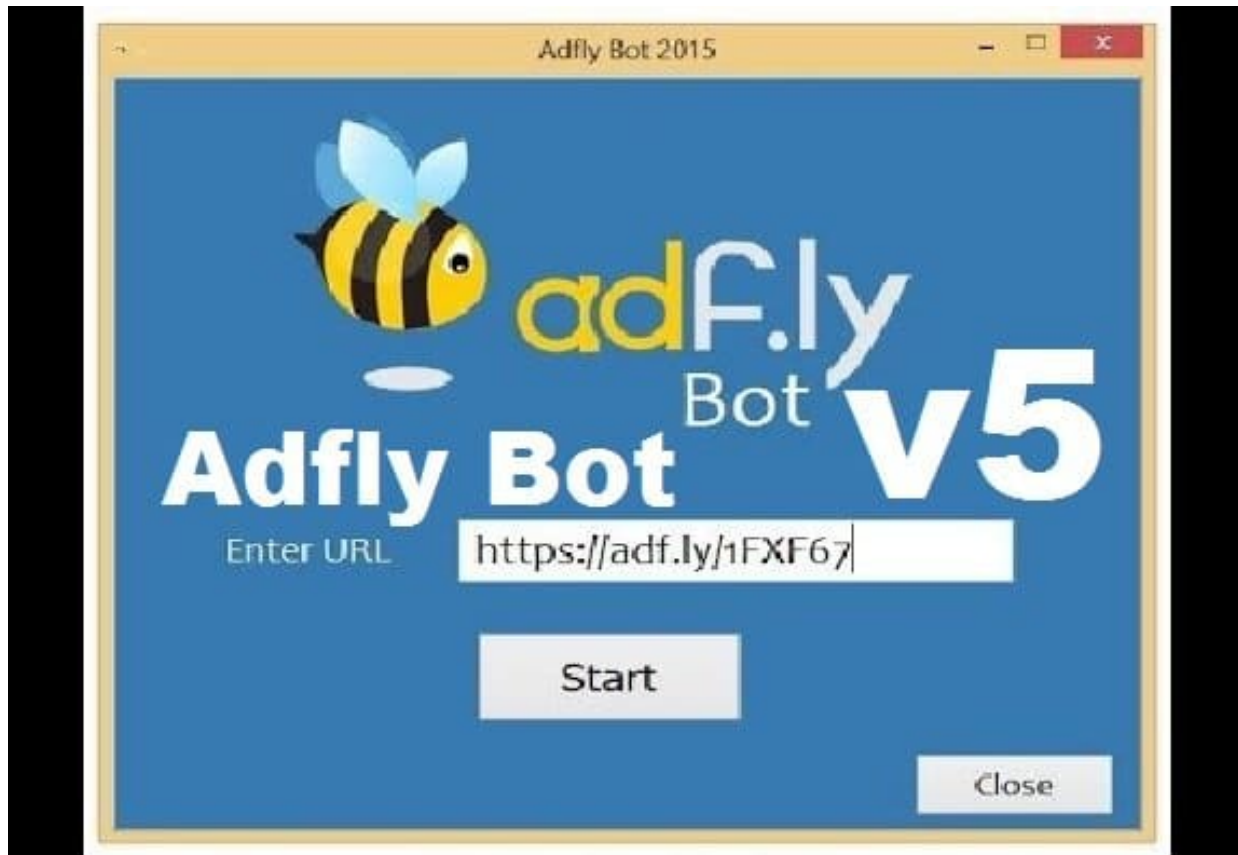 Adfly Bot 2015
adf.ly
Bot
v5
Adfly Bot
Enter URL
https://adf.ly/1FXF67
Start
Close